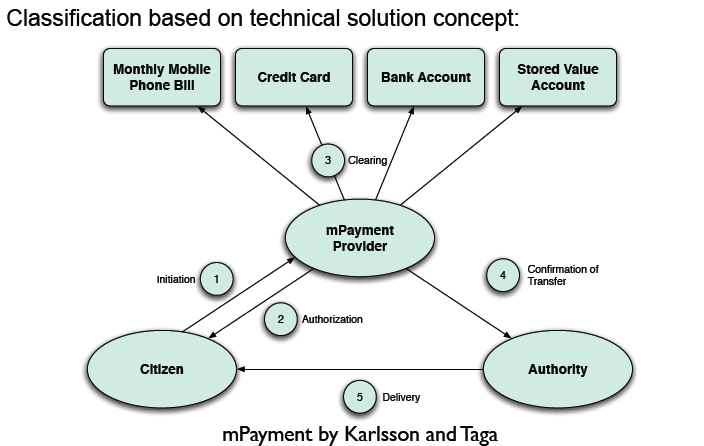 Classification based on technical solution concept:
Monthly Mobile
Phone Bill
Credit Card
Bank Account
Stored Value
Account
3
Clearing
mPayment
Provider
Initiation
1
4
Confirmation of
Transfer
2
Authorization
Citizen
Authority
5
Delivery
mPayment by Karlsson and Taga